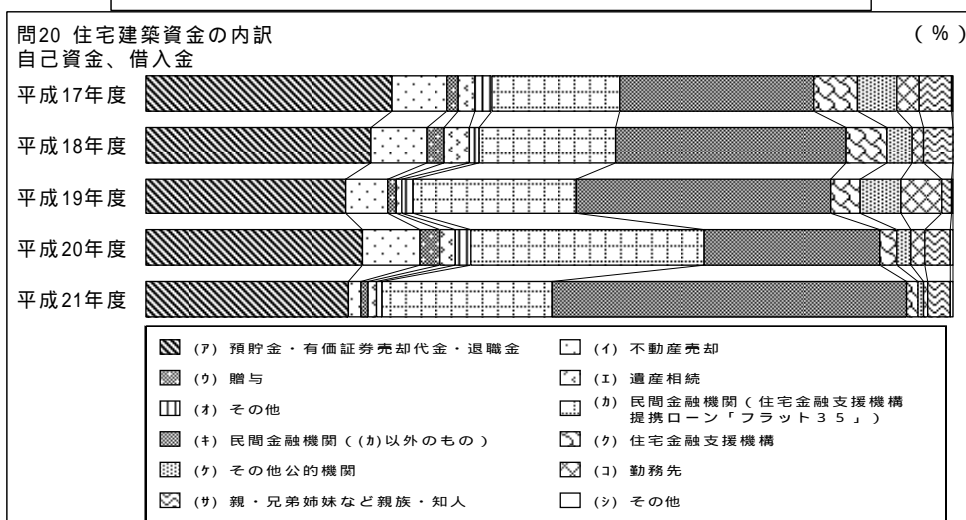 問20 住宅建築資金の内訳
(%)
自己資金、借入金
平成17年度
平成18年度
平成19年度
平成20年度
平成21年度
(ア) 預貯金・有価証券売却代金・退職金
(イ) 不動産売却
(ウ) 贈与
(エ) 遺産相続
(オ) その他
(カ) 民間金融機関(住宅金融支援機構
提携ローン「フラット35」)
(キ) 民間金融機関((カ)以外のもの)
(ク) 住宅金融支援機構
(ケ) その他公的機関
(コ) 勤務先
(サ) 親・兄弟姉妹など親族・知人
(シ) その他